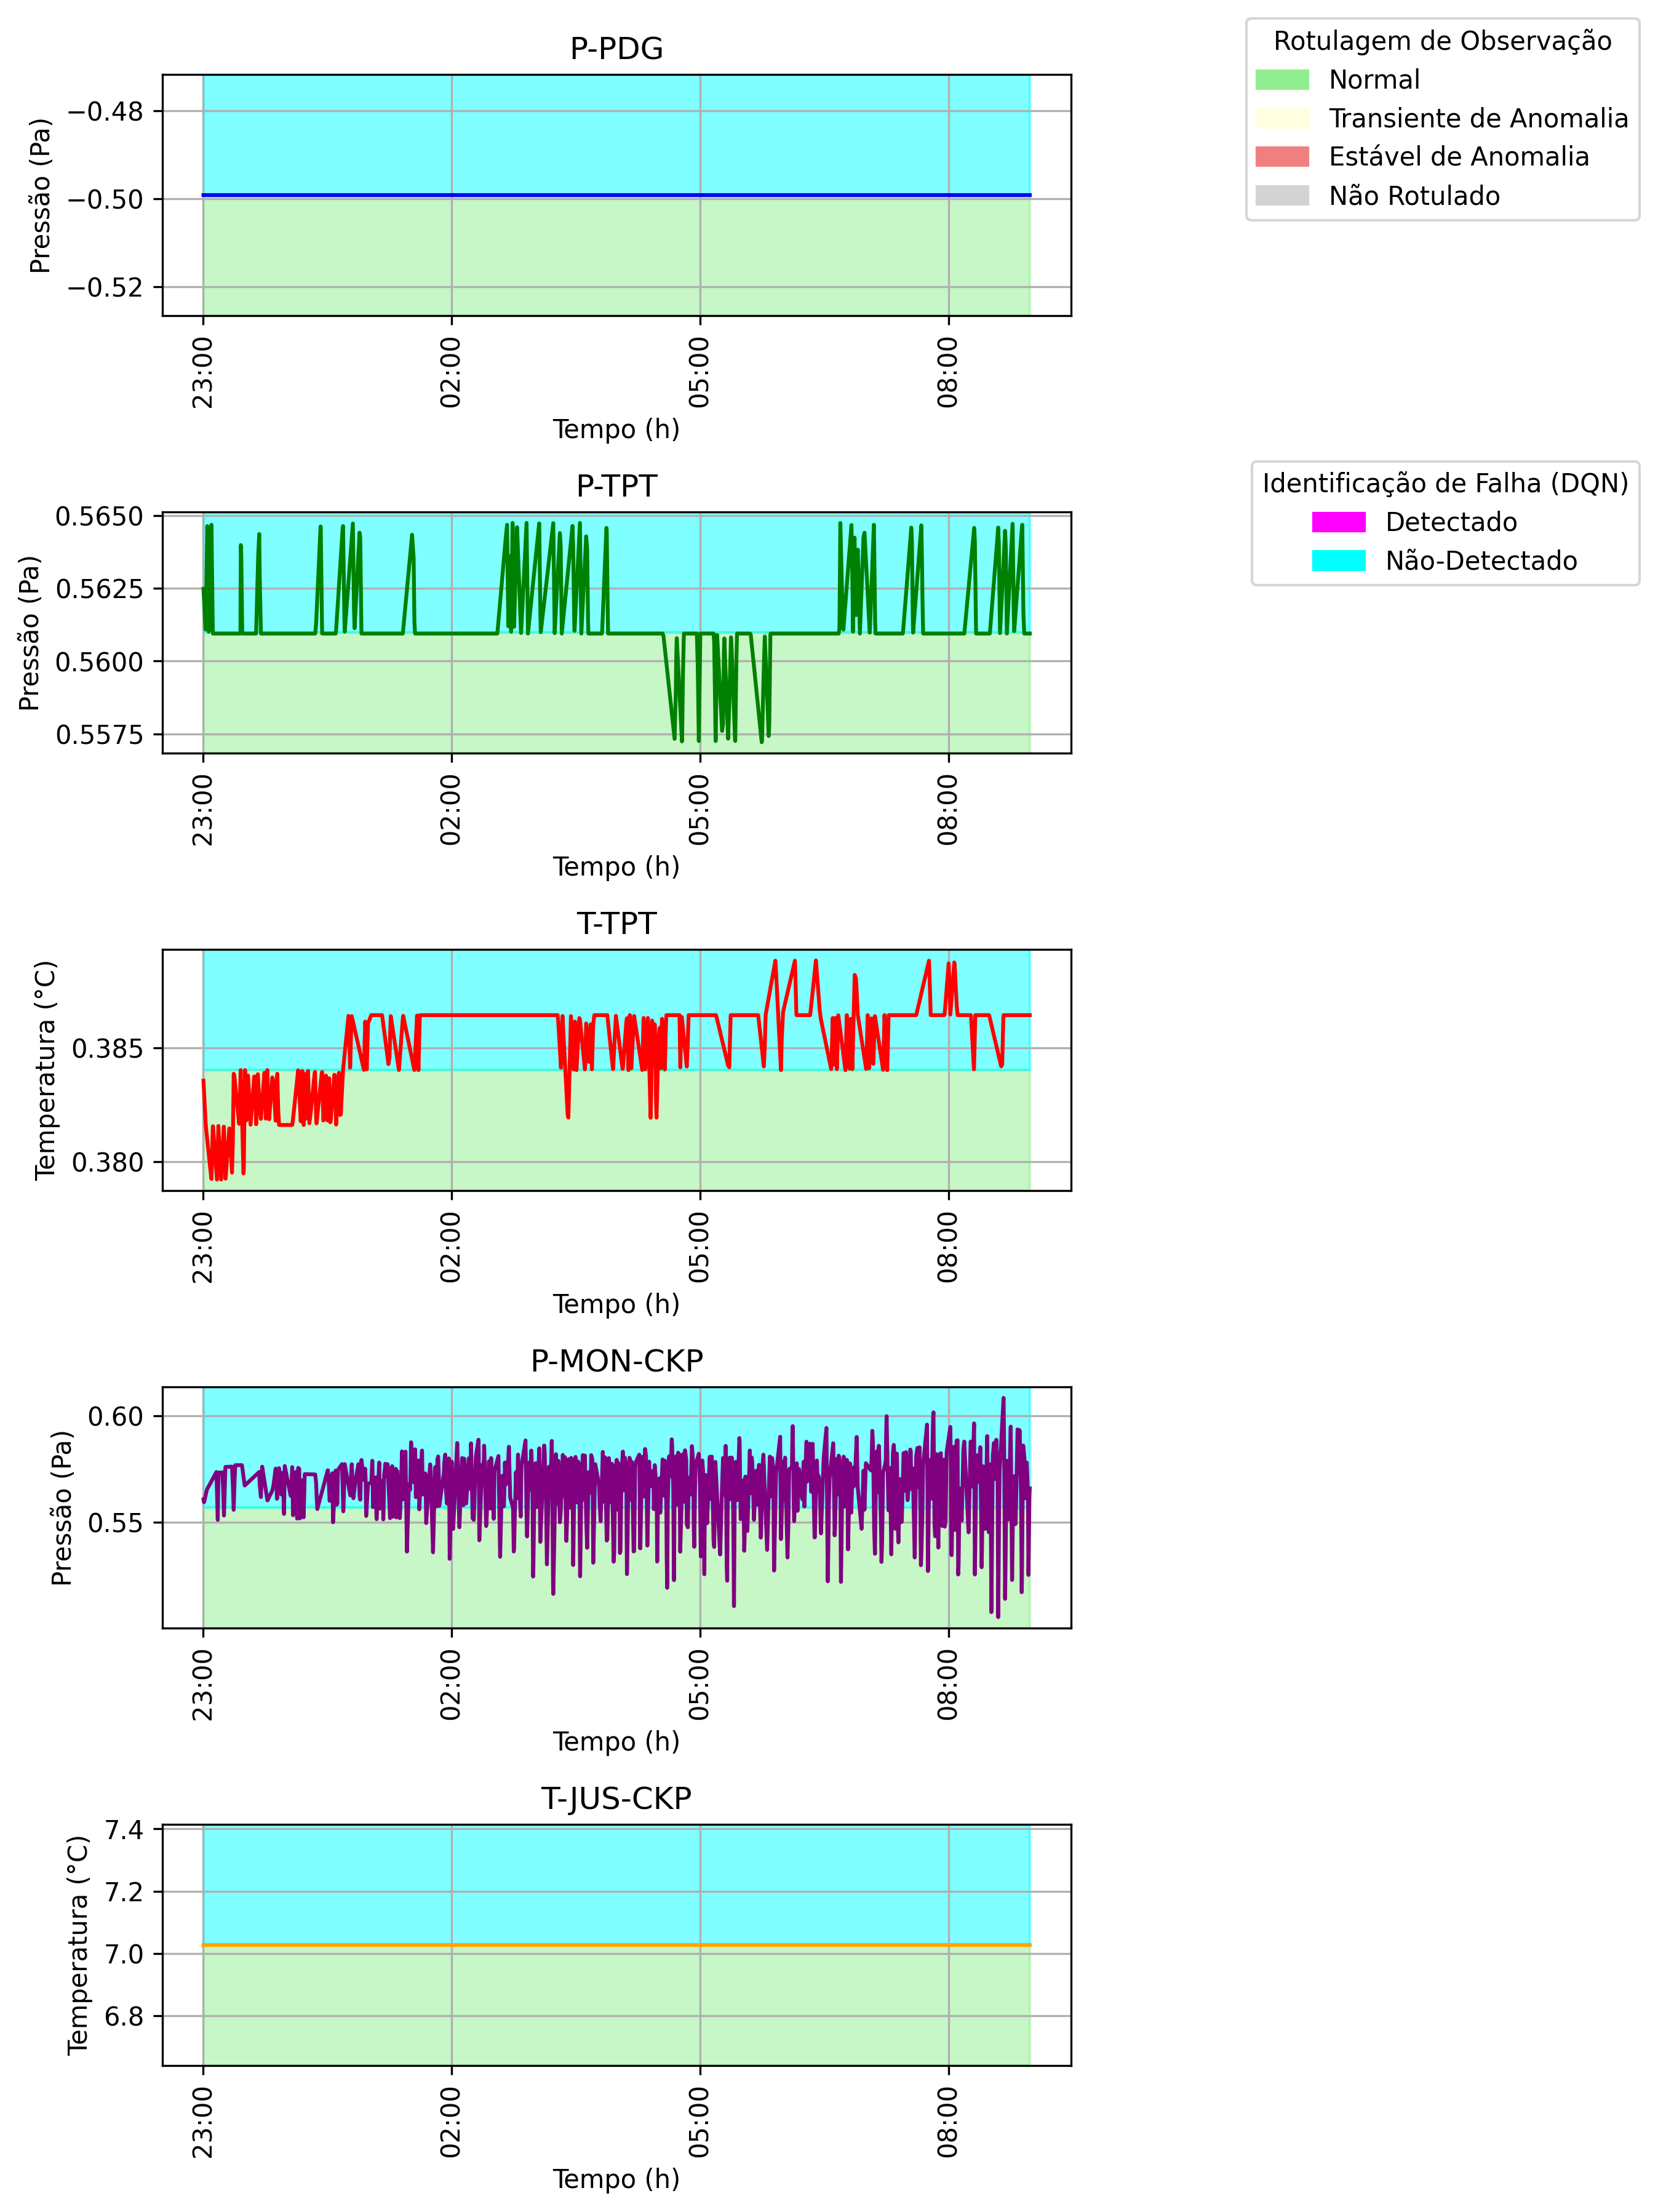 P-PDG
Pressão (Pa)
−0.48
−0.50
−0.52
23:00
02:00
05:00
08:00
Tempo (h)
Rotulagem de Observação
Normal
Transiente de Anomalia
Estável de Anomalia
Não Rotulado
P-TPT
Pressão (Pa)
0.5650
0.5625
0.5600
0.5575
23:00
02:00
05:00
08:00
Tempo (h)
Identificação de Falha (DQN)
Detectado
Não-Detectado
T-TPT
Temperatura (°C)
0.385
0.380
23:00
02:00
05:00
08:00
Tempo (h)
P-MON-CKP
Pressão (Pa)
0.60
0.55
23:00
02:00
05:00
08:00
Tempo (h)
T-JUS-CKP
Temperatura (°C)
7.4
7.2
7.0
6.8
23:00
02:00
05:00
08:00
Tempo (h)